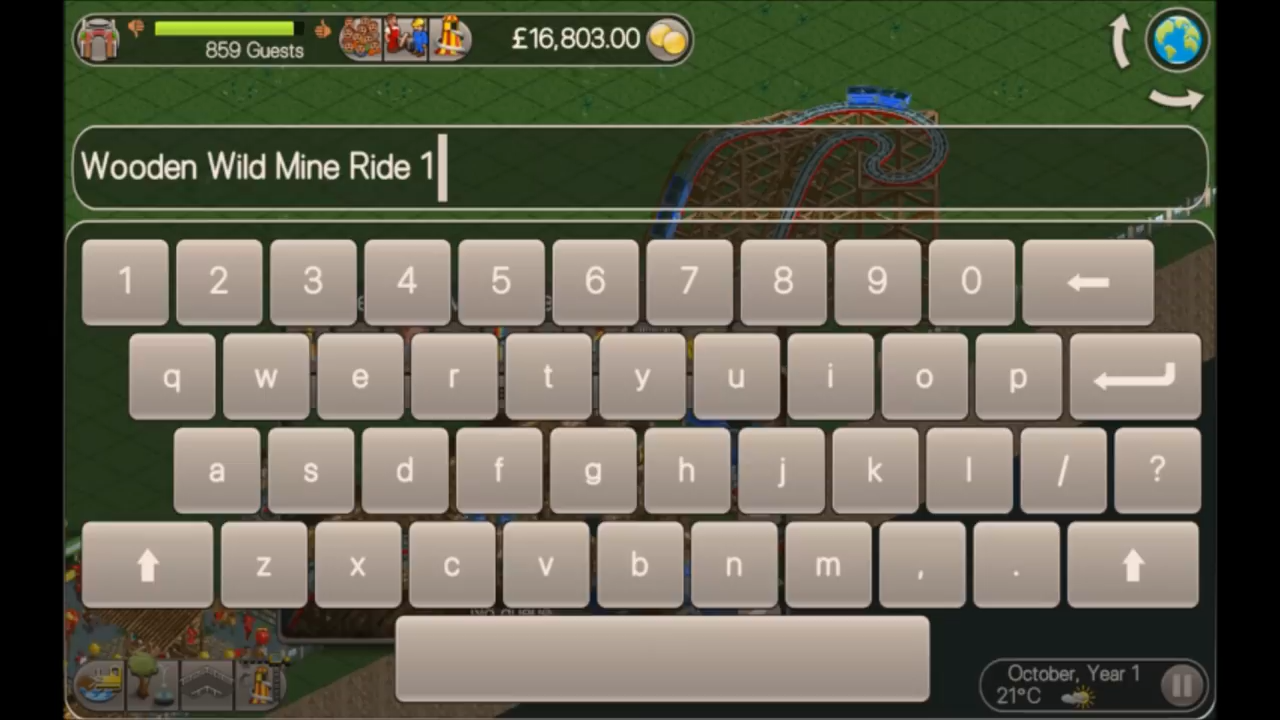 859 Guests
£16,803.00
Wooden Wild Mine Ride 1
1 2 3 4 5 6 7 8 9 0
q w e r t y u i o p
a s d f g h j k l / ?
z x c v b n m , .
October, Year 1
21°C